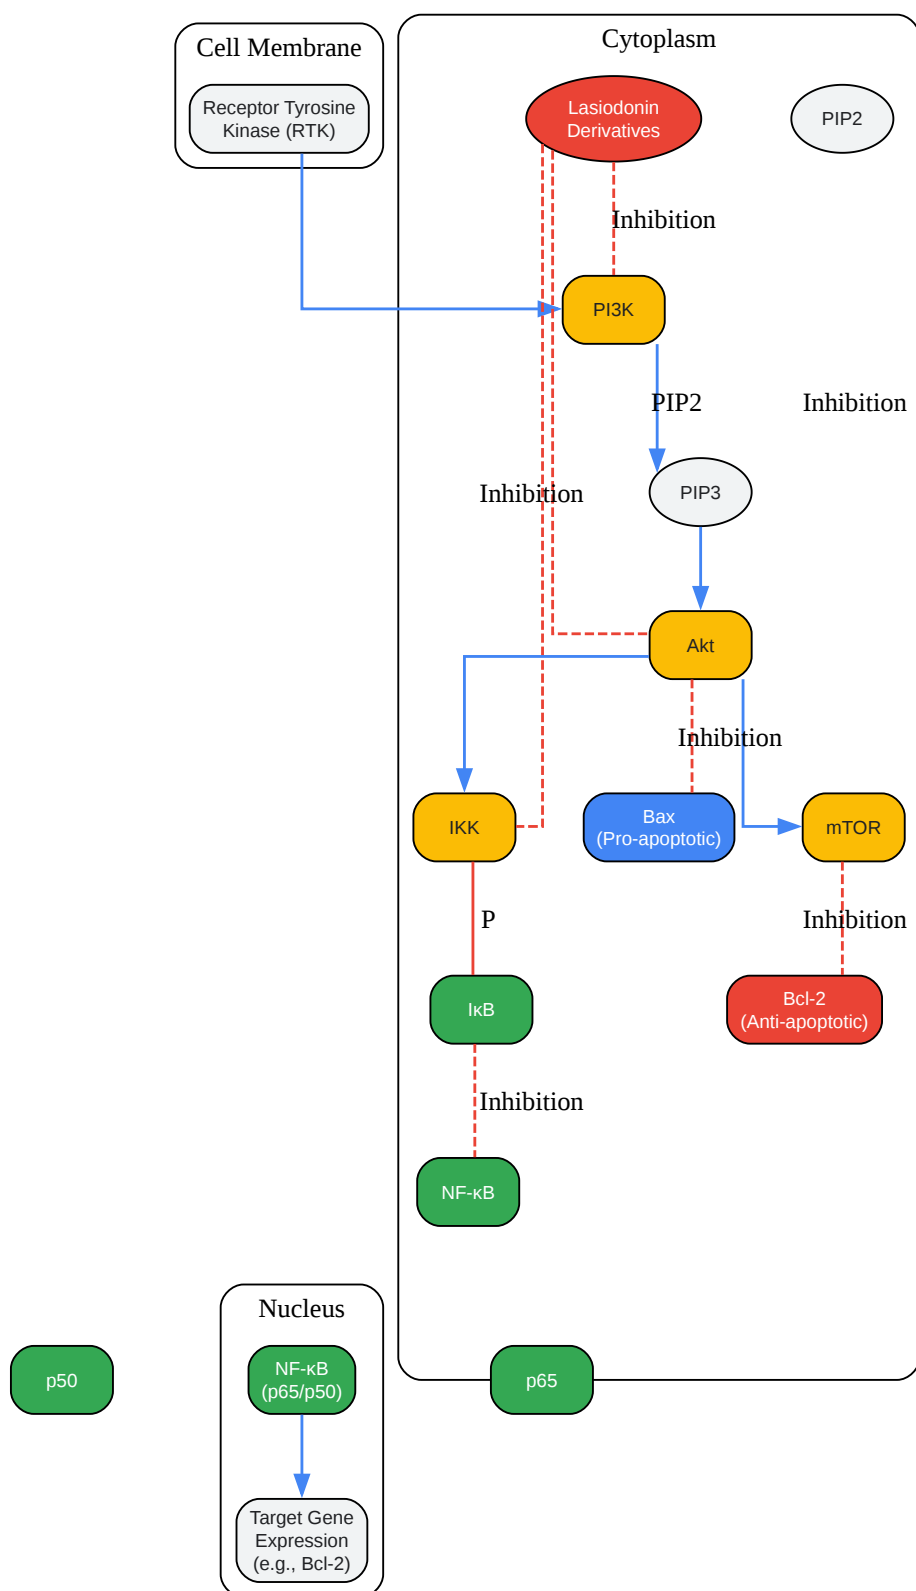 Cell Membrane
Cytoplasm
Receptor Tyrosine
Kinase (RTK)
Lasiodonin
Derivatives
PIP2
Inhibition
PI3K
PIP2
Inhibition
Inhibition
PIP3
Akt
Inhibition
IKK
Bax
(Pro-apoptotic)
mTOR
P
Inhibition
IκB
Bcl-2
(Anti-apoptotic)
Inhibition
NF-κB
Nucleus
p50
NF-κB
(p65/p50)
p65
Target Gene
Expression
(e.g., Bcl-2)